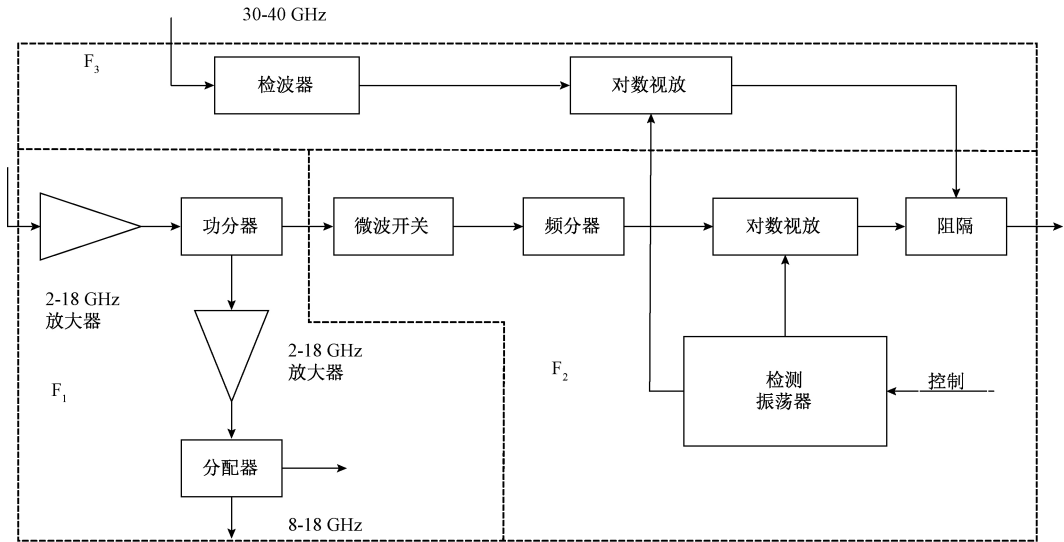 30-40 GHz
F3
检波器
对数视放
功分器
微波开关
频分器
对数视放
阻隔
2-18 GHz
放大器
2-18 GHz
放大器
F1
F2
检测
振荡器
控制
分配器
8-18 GHz